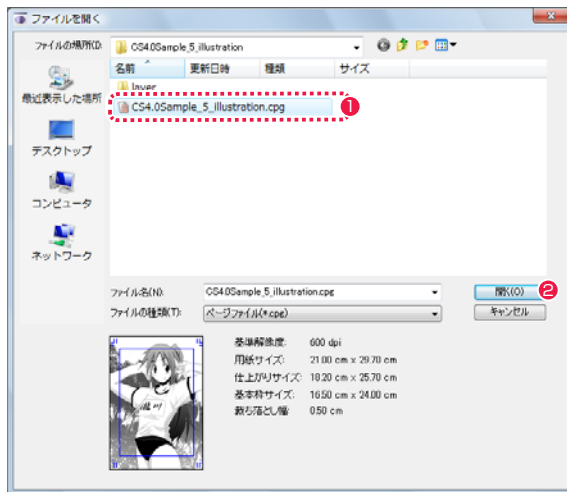 ファイルを開く
ファイルの場所(I):
CS4.0Sample_5_illustration
名前
更新日時
種類
サイズ
layer
CS4.0Sample_5_illustration.cpg
1
最近表示した場所
デスクトップ
コンピュータ
ネットワーク
ファイル名(N):
CS4.0Sample_5_illustration.cpg
開く(O)
2
ファイルの種類(T):
ページファイル(*.cpg)
キャンセル
基準解像度:
600 dpi
用紙サイズ:
21.00 cm x 29.70 cm
仕上がりサイズ:
18.20 cm x 25.70 cm
基本枠サイズ:
16.50 cm x 24.00 cm
裁ち落とし幅:
0.50 cm